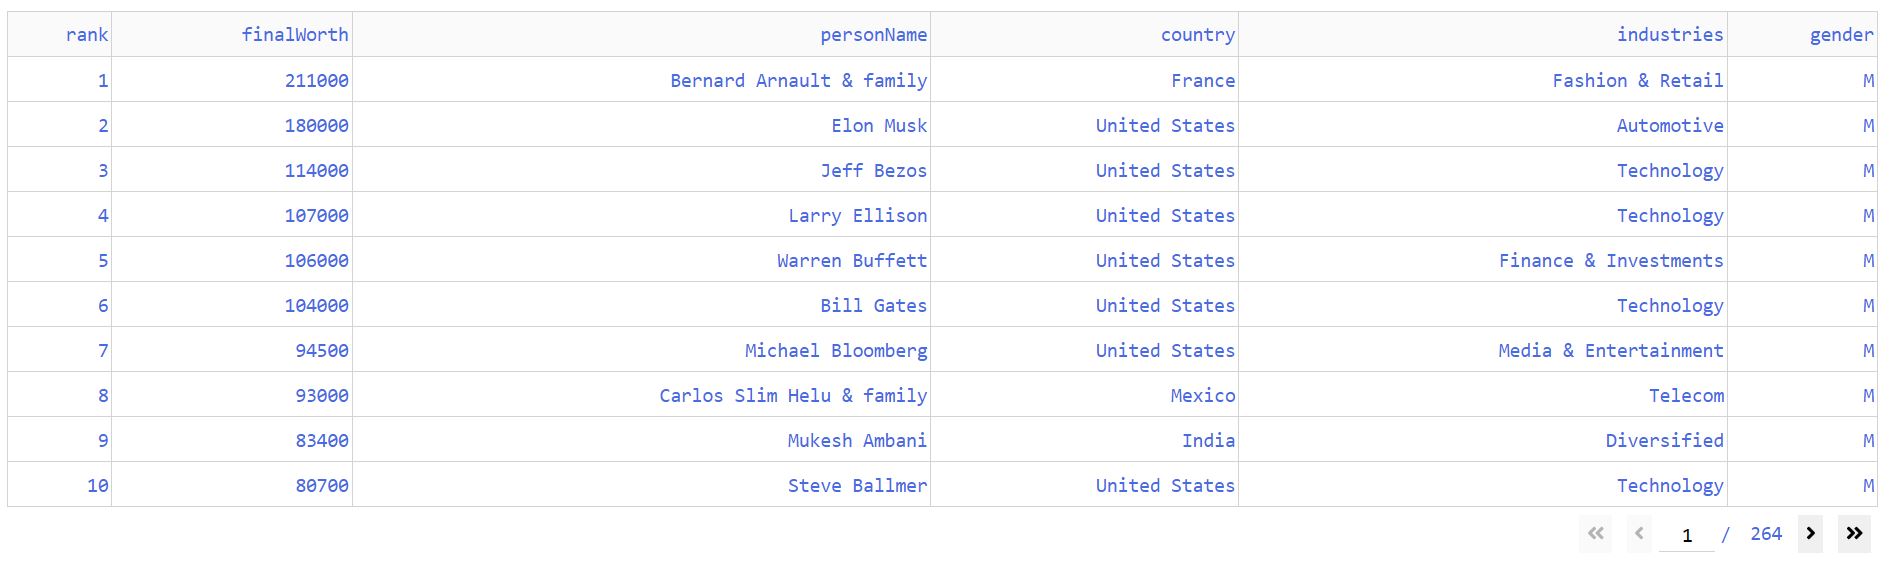 rank finalWorth personName country industries gender
1 211000 Bernard Arnault & family France Fashion & Retail M
2 180000 Elon Musk United States Automotive M
3 114000 Jeff Bezos United States Technology M
4 107000 Larry Ellison United States Technology M
5 106000 Warren Buffett United States Finance & Investments M
6 104000 Bill Gates United States Technology M
7 94500 Michael Bloomberg United States Media & Entertainment M
8 93000 Carlos Slim Helu & family Mexico Telecom M
9 83400 Mukesh Ambani India Diversified M
10 80700 Steve Ballmer United States Technology M
1 / 264